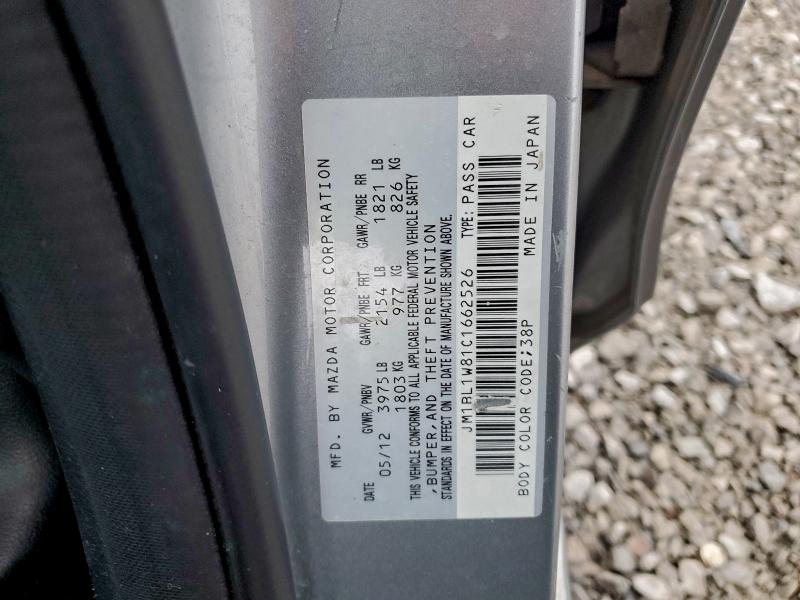 MFD. BY MAZDA MOTOR CORPORATION
DATE GVWR/PNBV GAWR/PNBE FRT. GAWR/PNBE RR
05/12 3975 LB 2154 LB 1821 LB
1803 KG 977 KG 826 KG
THIS VEHICLE CONFORMS TO ALL APPLICABLE FEDERAL MOTOR VEHICLE SAFETY
,BUMPER,AND THEFT PREVENTION
STANDARDS IN EFFECT ON THE DATE OF MANUFACTURE SHOWN ABOVE.
JM1BL1W81C1662526 TYPE: PASS CAR
BODY COLOR CODE;38P MADE IN JAPAN